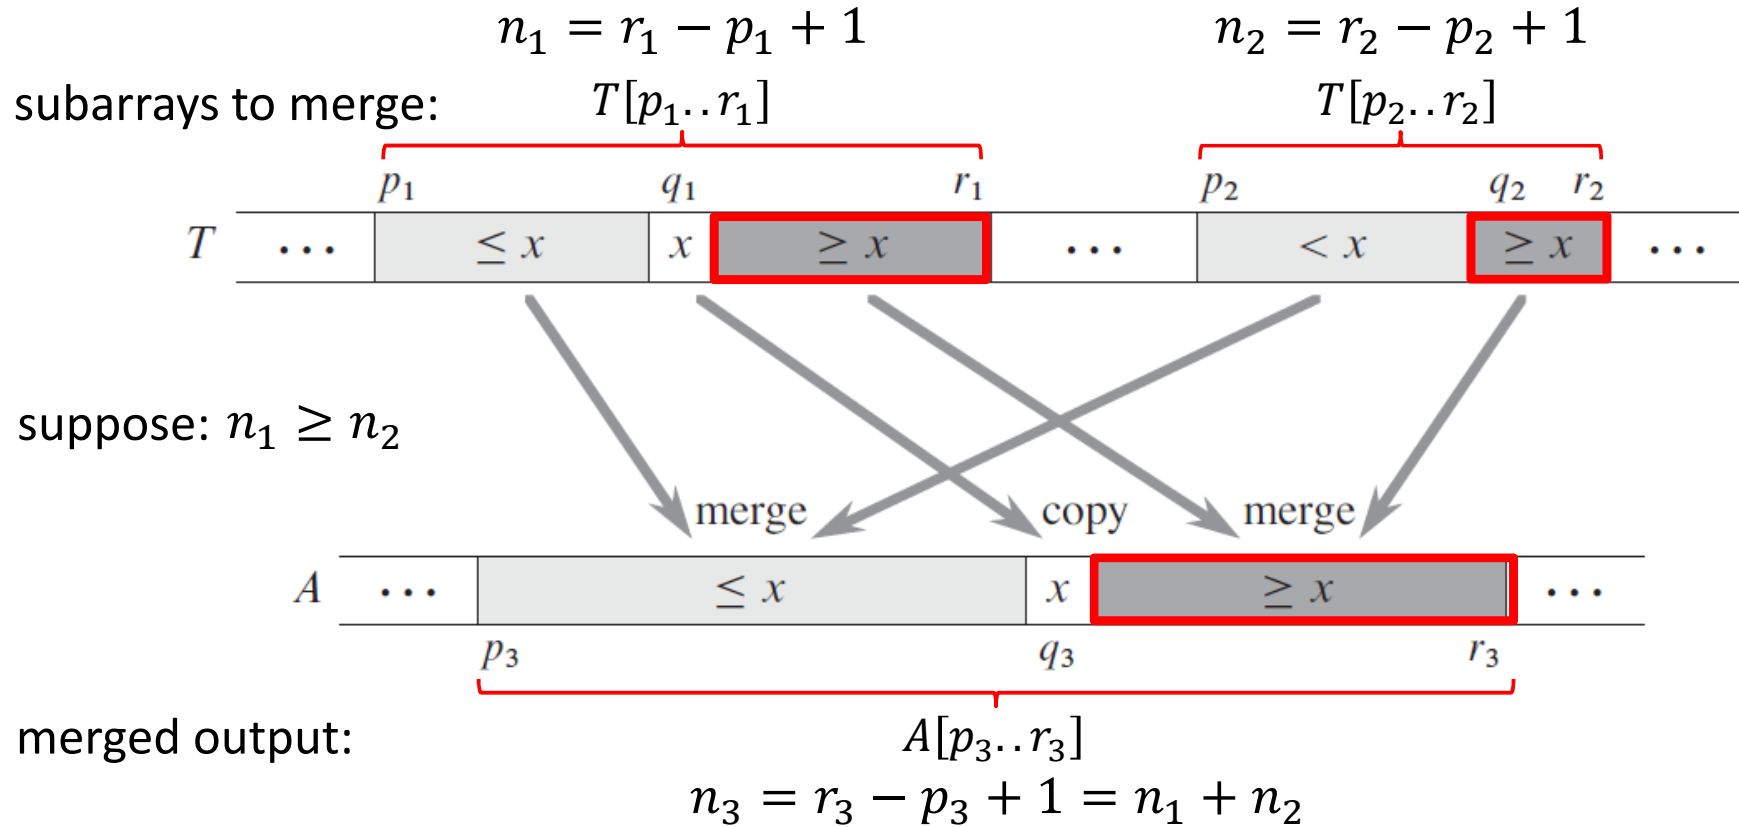 n₁ = r₁ − p₁ + 1 n₂ = r₂ − p₂ + 1
subarrays to merge: T[p₁..r₁] T[p₂..r₂]
p₁ q₁ r₁ p₂ q₂ r₂
T ··· ≤ x x ≥ x ··· < x ≥ x ···
suppose: n₁ ≥ n₂
merge copy merge
A ··· ≤ x x ≥ x ···
p₃ q₃ r₃
merged output: A[p₃..r₃]
n₃ = r₃ − p₃ + 1 = n₁ + n₂